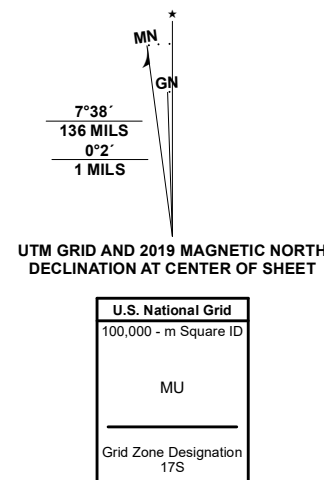 ★
MN
GN
7°38´
136 MILS
0°2´
1 MILS
UTM GRID AND 2019 MAGNETIC NORTH
DECLINATION AT CENTER OF SHEET
U.S. National Grid
100,000 - m Square ID
MU
Grid Zone Designation
17S